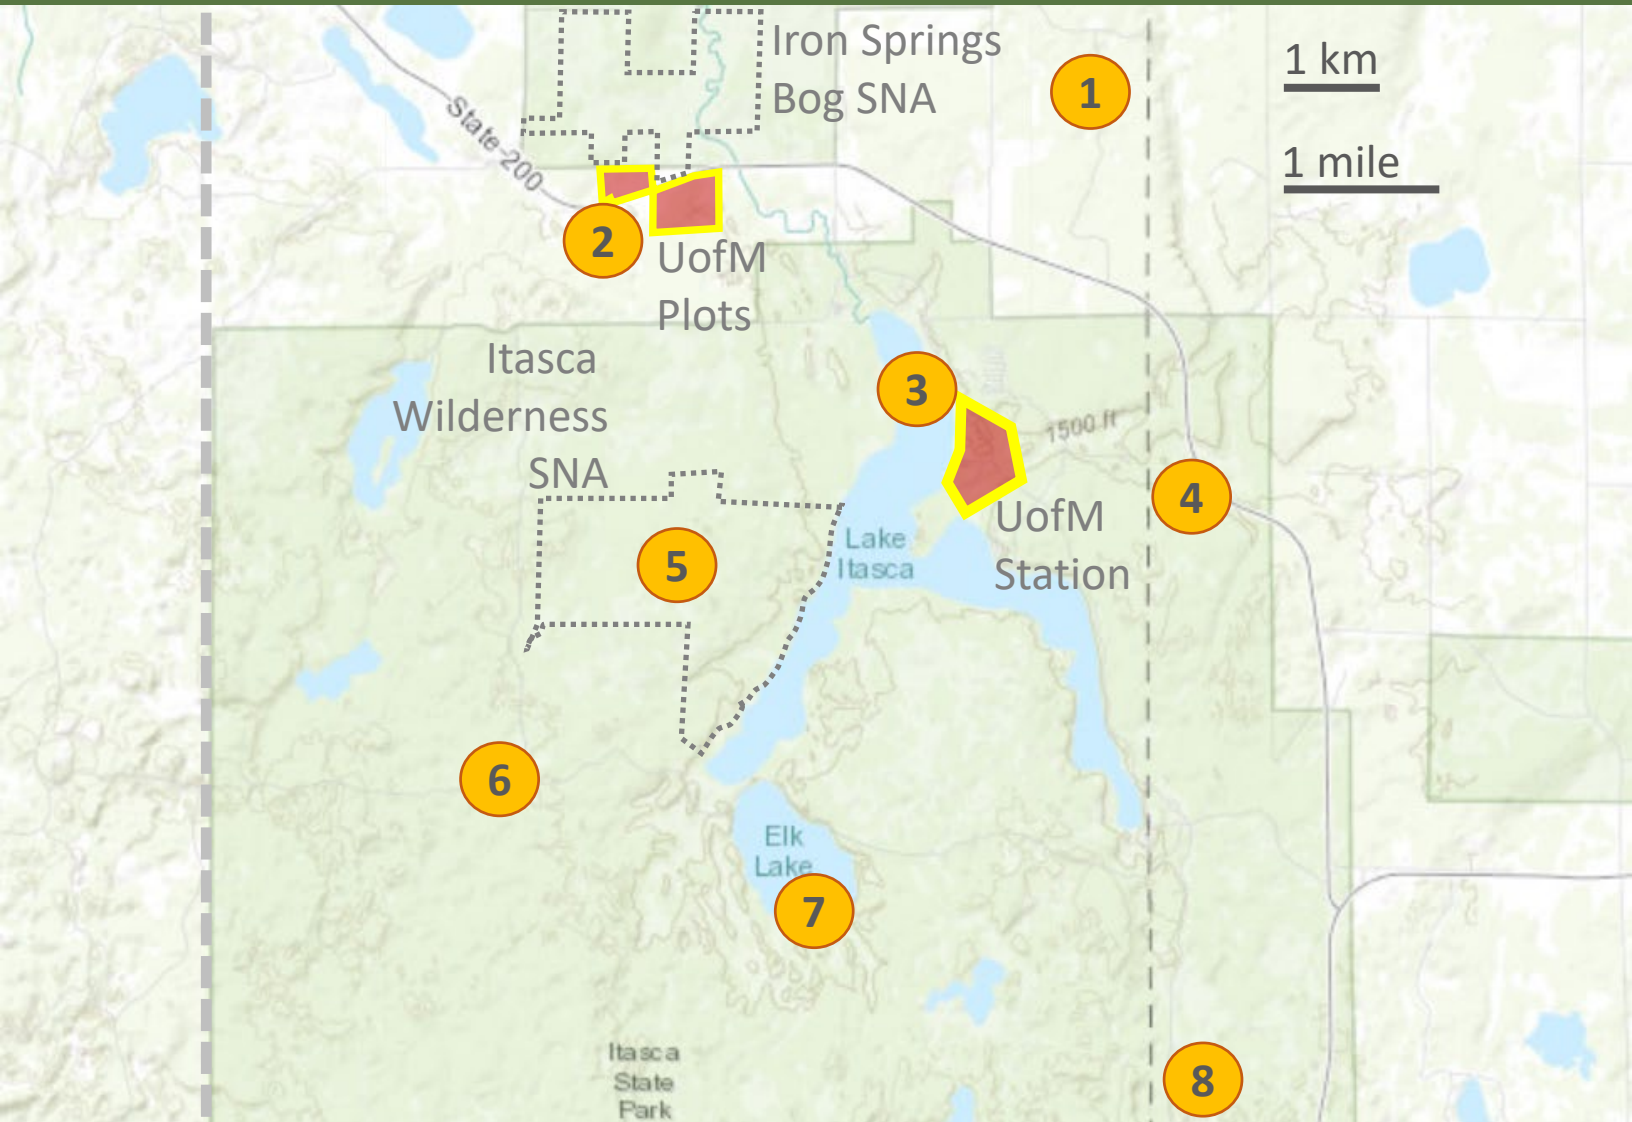 Iron Springs
Bog SNA
1
1 km
1 mile
State-200
2
UofM
Plots
Itasca
Wilderness
SNA
3
1500 ft
4
UofM
Station
Lake
Itasca
5
6
Elk
Lake
7
Itasca
State
Park
8